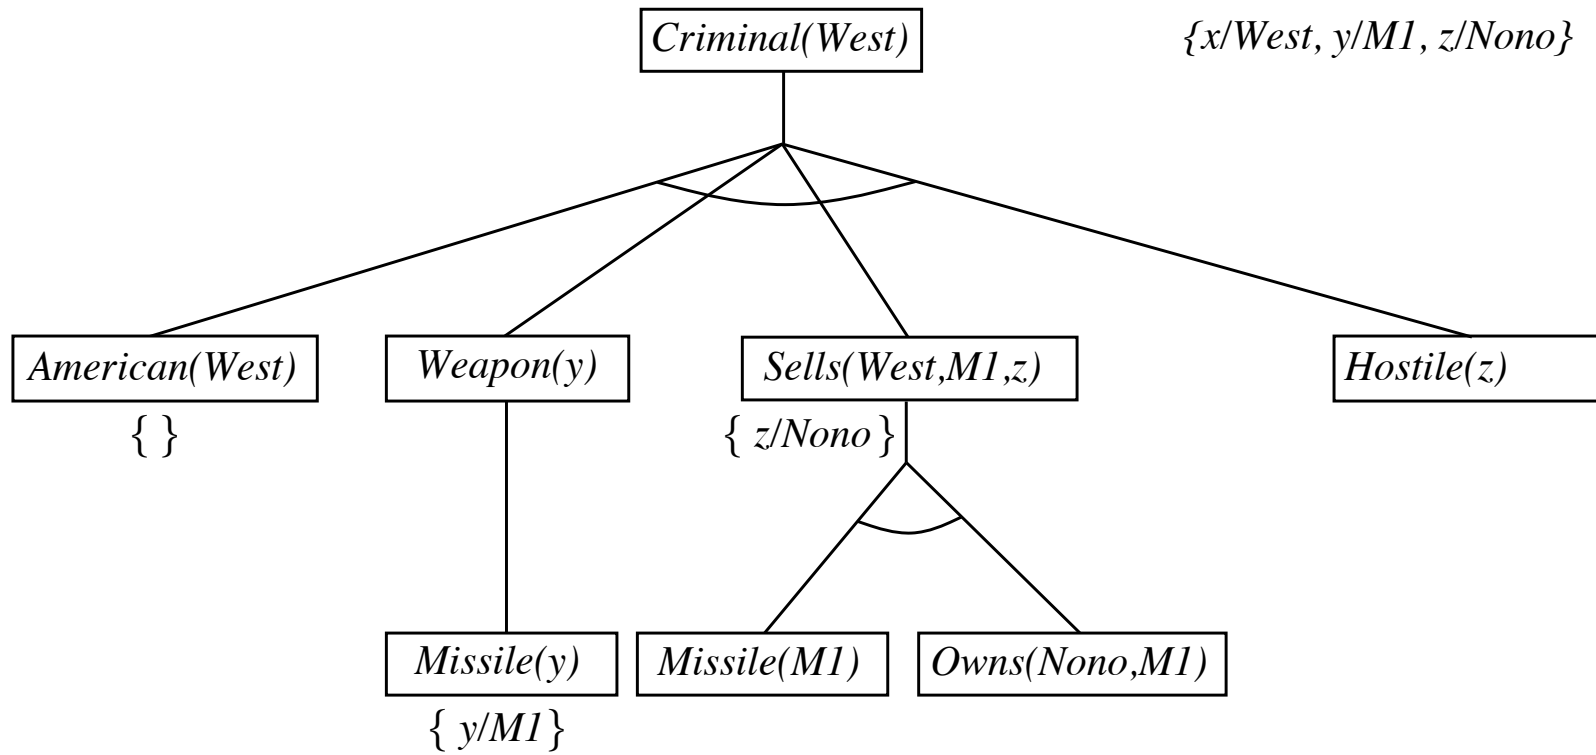 Criminal(West)
{x/West, y/M1, z/Nono}
American(West)
Weapon(y)
Sells(West,M1,z)
Hostile(z)
{ }
{ z/Nono }
Missile(y)
Missile(M1)
Owns(Nono,M1)
{ y/M1}